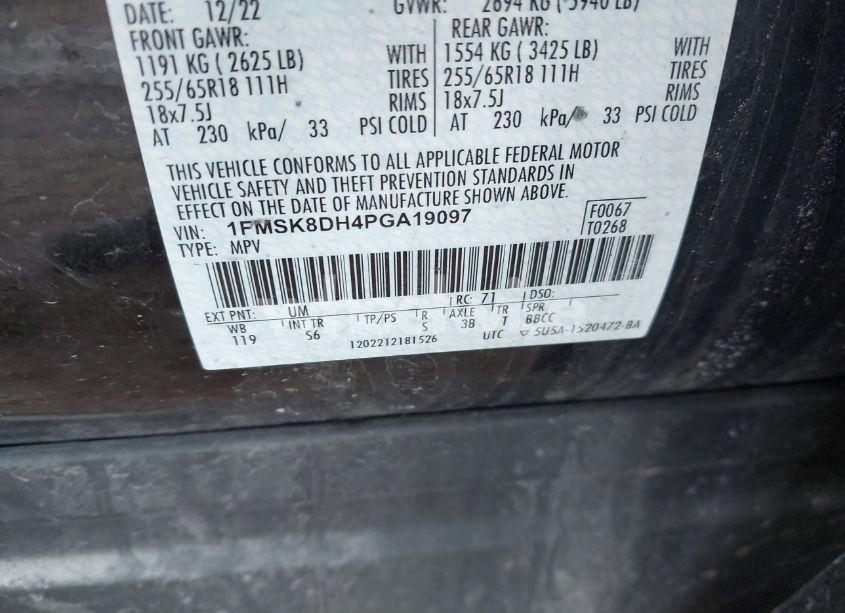 DATE: 12/22 GVWR: 2694 KG ( 5940 LB)
FRONT GAWR: REAR GAWR:
1191 KG ( 2625 LB) WITH 1554 KG ( 3425 LB) WITH
255/65R18 111H TIRES 255/65R18 111H TIRES
18x7.5J RIMS 18x7.5J RIMS
AT 230 kPa/ 33 PSI COLD AT 230 kPa/ 33 PSI COLD
THIS VEHICLE CONFORMS TO ALL APPLICABLE FEDERAL MOTOR
VEHICLE SAFETY AND THEFT PREVENTION STANDARDS IN
EFFECT ON THE DATE OF MANUFACTURE SHOWN ABOVE.
VIN: 1FMSK8DH4PGA19097 F0067
TYPE: MPV T0268
EXT PNT: UM RC: 71 DSO:
WB INT TR TP/PS R AXLE TR SPR
119 S6 S 3B T BBCC
1202212181526 UTC ▽ 5U5A-1520472-BA